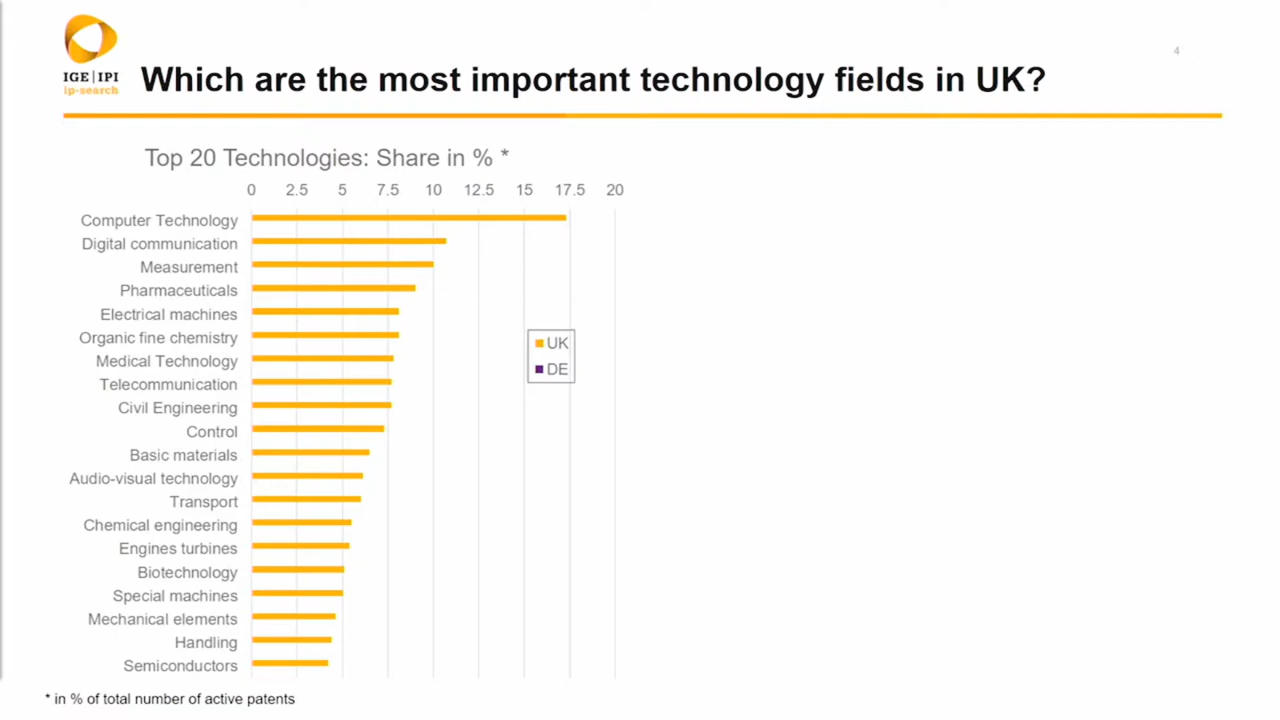 4
IGE|IPI
ip-search
Which are the most important technology fields in UK?
Top 20 Technologies: Share in % *
0 2.5 5 7.5 10 12.5 15 17.5 20
Computer Technology
Digital communication
Measurement
Pharmaceuticals
Electrical machines
Organic fine chemistry
Medical Technology
Telecommunication
Civil Engineering
Control
Basic materials
Audio-visual technology
Transport
Chemical engineering
Engines turbines
Biotechnology
Special machines
Mechanical elements
Handling
Semiconductors
UK
DE
* in % of total number of active patents